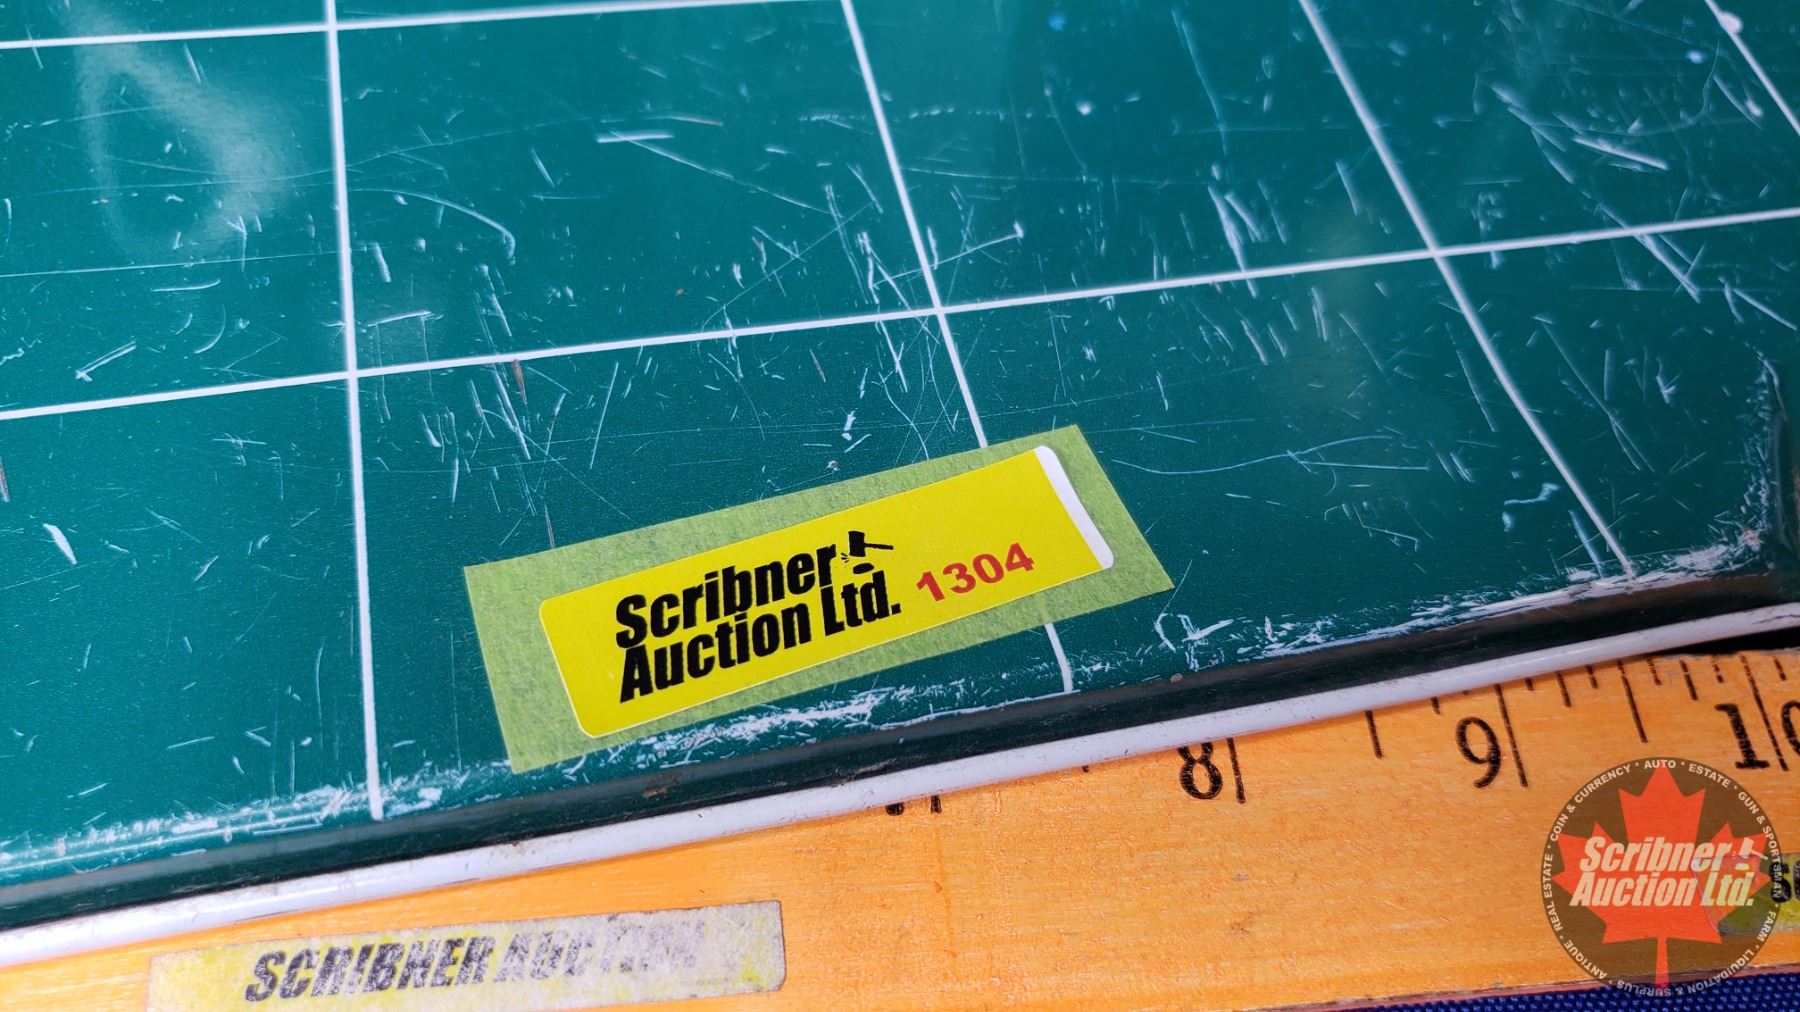 Scribner
Auction Ltd. 1304
8 9 10
SCRIBNER AUCTION
COIN & CURRENCY • AUTO • ESTATE • GUN & SPORTSMAN • FARM • LIQUIDATION & SURPLUS • ANTIQUE • REAL ESTATE •
Scribner
Auction Ltd.